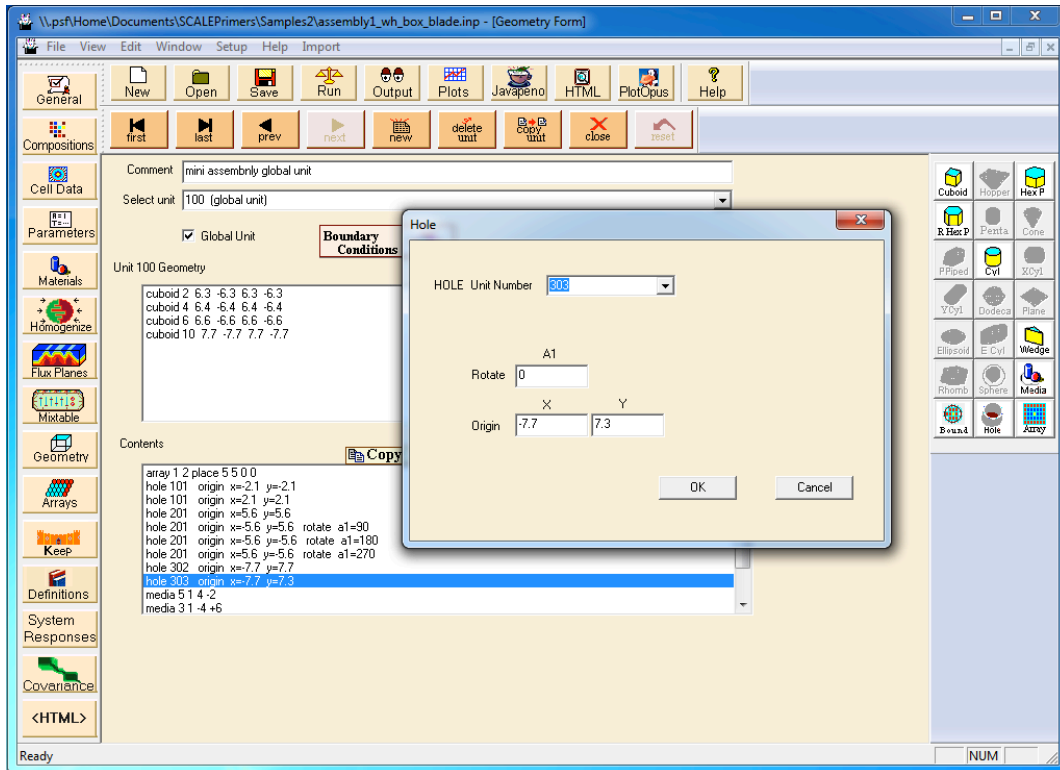 \\.psf\Home\Documents\SCALEPrimers\Samples2\assembly1_wh_box_blade.inp - [Geometry Form]
File View Edit Window Setup Help Import
General
New Open Save Run Output Plots Javapeno HTML PlotOpus Help
Compositions
first last prev next new delete unit copy unit close reset
Cell Data
Parameters
Materials
Homogenize
Flux Planes
Mixtable
Geometry
Arrays
Keep
Definitions
System Responses
Covariance
<HTML>
Comment mini assembnly global unit
Select unit 100 (global unit)
Global Unit
Boundary
Conditions
Unit 100 Geometry
cuboid 2 6.3 -6.3 6.3 -6.3
cuboid 4 6.4 -6.4 6.4 -6.4
cuboid 6 6.6 -6.6 6.6 -6.6
cuboid 10 7.7 -7.7 7.7 -7.7
Contents
Copy
array 1 2 place 5 5 0 0
hole 101 origin x=-2.1 y=-2.1
hole 101 origin x=2.1 y=2.1
hole 201 origin x=5.6 y=5.6
hole 201 origin x=-5.6 y=5.6 rotate a1=90
hole 201 origin x=-5.6 y=-5.6 rotate a1=180
hole 201 origin x=5.6 y=-5.6 rotate a1=270
hole 302 origin x=-7.7 y=7.7
hole 303 origin x=-7.7 y=7.3
media 5 1 4 -2
media 3 1 -4 +6
Hole
HOLE Unit Number 303
A1
Rotate 0
X Y
Origin -7.7 7.3
OK Cancel
Cuboid Hopper Hex P
R Hex P Penta Cone
PPiped Cyl XCyl
YCyl Dodeca Plane
Ellipsoid E Cyl Wedge
Rhomb Sphere Media
Bound Hole Array
Ready
NUM